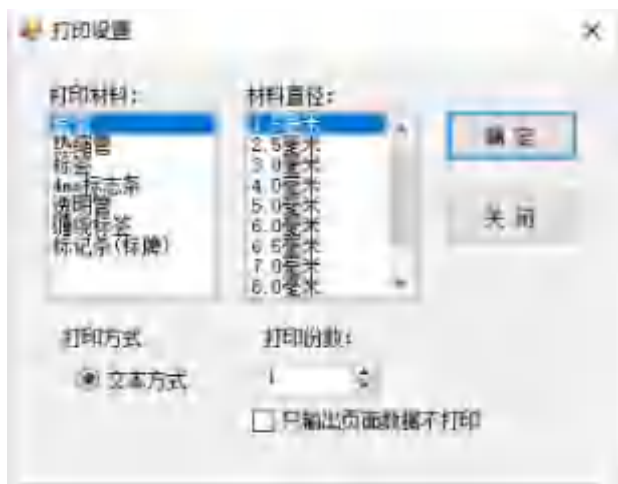 打印设置
打印材料:
材料直径:
热缩管
标签
4mm标志条
透明管
缠绕标签
标记条(标牌)
2.5毫米
3.0毫米
4.0毫米
5.0毫米
6.0毫米
6.5毫米
7.0毫米
8.0毫米
确定
关闭
打印方式
文本方式
打印份数:
1
只输出页面数据不打印